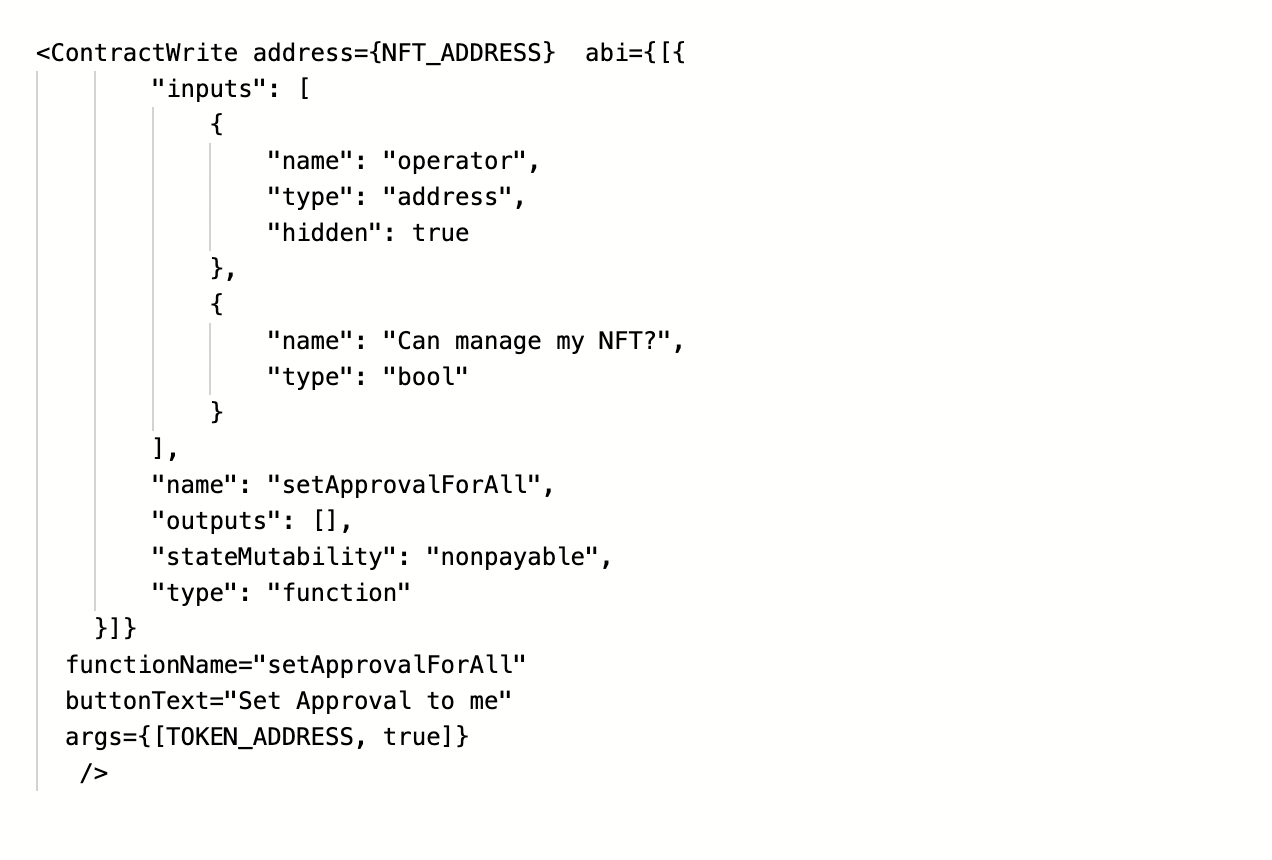 <ContractWrite address={NFT_ADDRESS}  abi={[{
        "inputs": [
            {
                "name": "operator",
                "type": "address",
                "hidden": true
            },
            {
                "name": "Can manage my NFT?",
                "type": "bool"
            }
        ],
        "name": "setApprovalForAll",
        "outputs": [],
        "stateMutability": "nonpayable",
        "type": "function"
    }]}
  functionName="setApprovalForAll"
  buttonText="Set Approval to me"
  args={[TOKEN_ADDRESS, true]}
   />